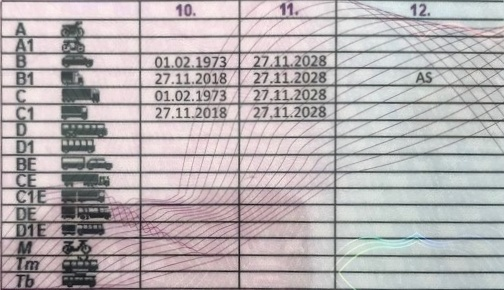 10. 11. 12.
A
A1
B 01.02.1973 27.11.2028
B1 27.11.2018 27.11.2028 AS
C 01.02.1973 27.11.2028
C1 27.11.2018 27.11.2028
D
D1
BE
CE
C1E
DE
D1E
M
Tm
Tb